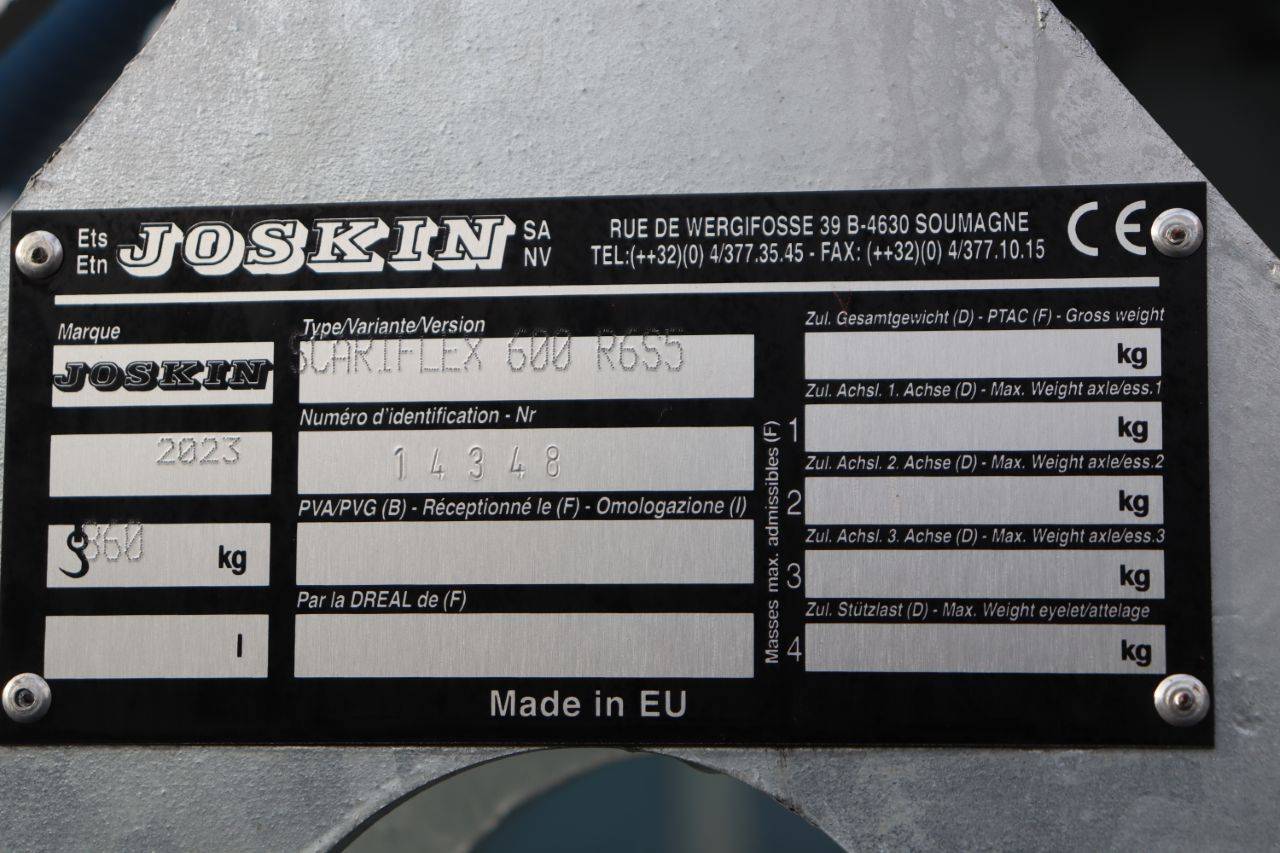 Ets
Etn
JOSKIN
SA
NV
RUE DE WERGIFOSSE 39 B-4630 SOUMAGNE
TEL:(++32)(0) 4/377.35.45 - FAX: (++32)(0) 4/377.10.15
CE
Marque
JOSKIN
2023
860 kg
l
Type/Variante/Version
SCARIFLEX 600 R6S5
Numéro d'identification - Nr
14348
PVA/PVG (B) - Réceptionné le (F) - Omologazione (I)
Par la DREAL de (F)
Masses max. admissibles (F)
Zul. Gesamtgewicht (D) - PTAC (F) - Gross weight
kg
Zul. Achsl. 1. Achse (D) - Max. Weight axle/ess.1
1 kg
Zul. Achsl. 2. Achse (D) - Max. Weight axle/ess.2
2 kg
Zul. Achsl. 3. Achse (D) - Max. Weight axle/ess.3
3 kg
Zul. Stützlast (D) - Max. Weight eyelet/attelage
4 kg
Made in EU